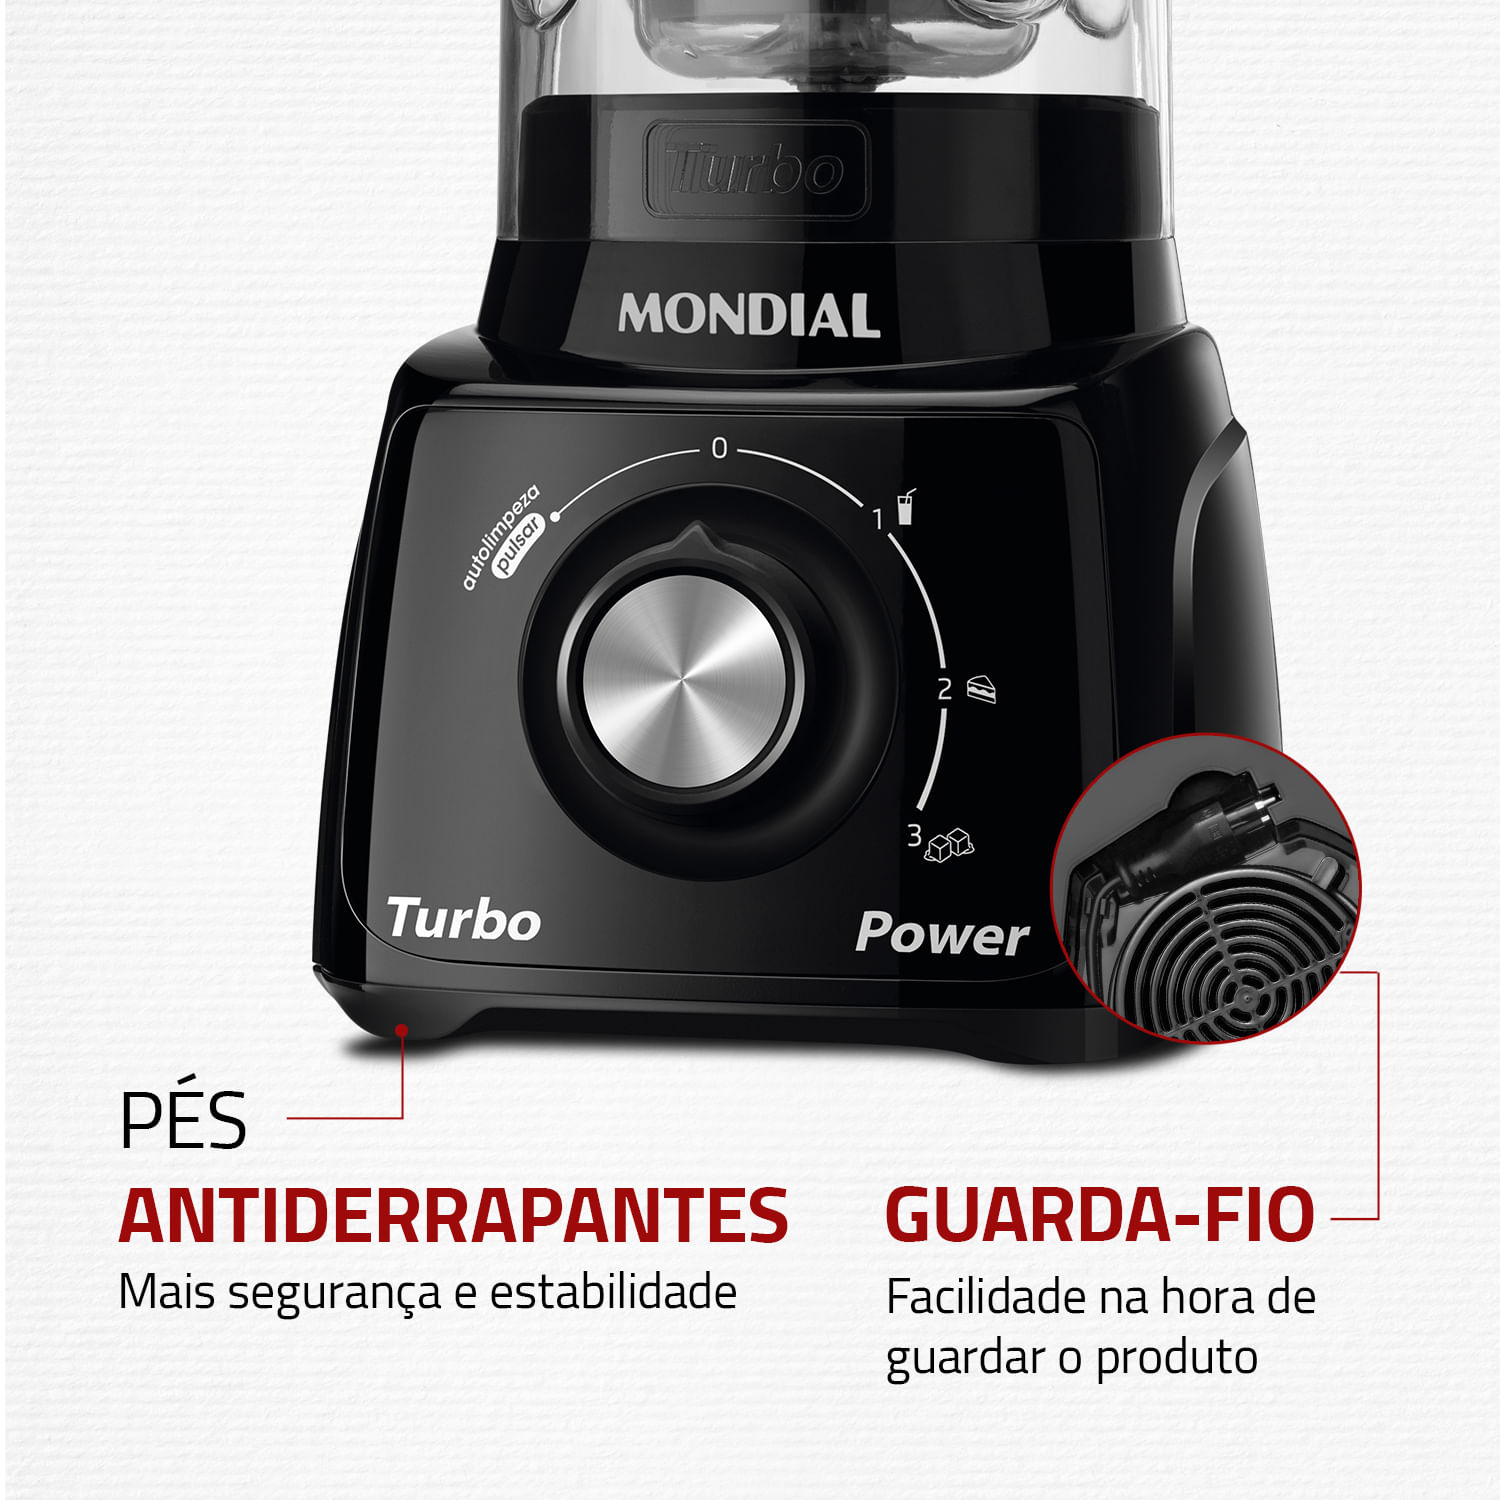 Turbo
MONDIAL
0
autolimpeza
pulsar
1
2
3
Turbo
Power
PÉS
ANTIDERRAPANTES
Mais segurança e estabilidade
GUARDA-FIO
Facilidade na hora de
guardar o produto